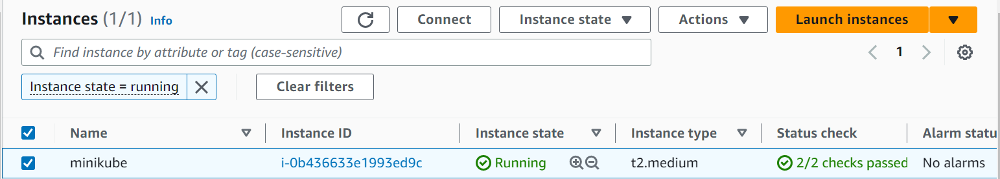 Instances (1/1) Info Connect Instance state Actions Launch instances
Find instance by attribute or tag (case-sensitive) 1
Instance state = running Clear filters
Name Instance ID Instance state Instance type Status check Alarm statu
minikube i-0b436633e1993ed9c Running t2.medium 2/2 checks passed No alarms